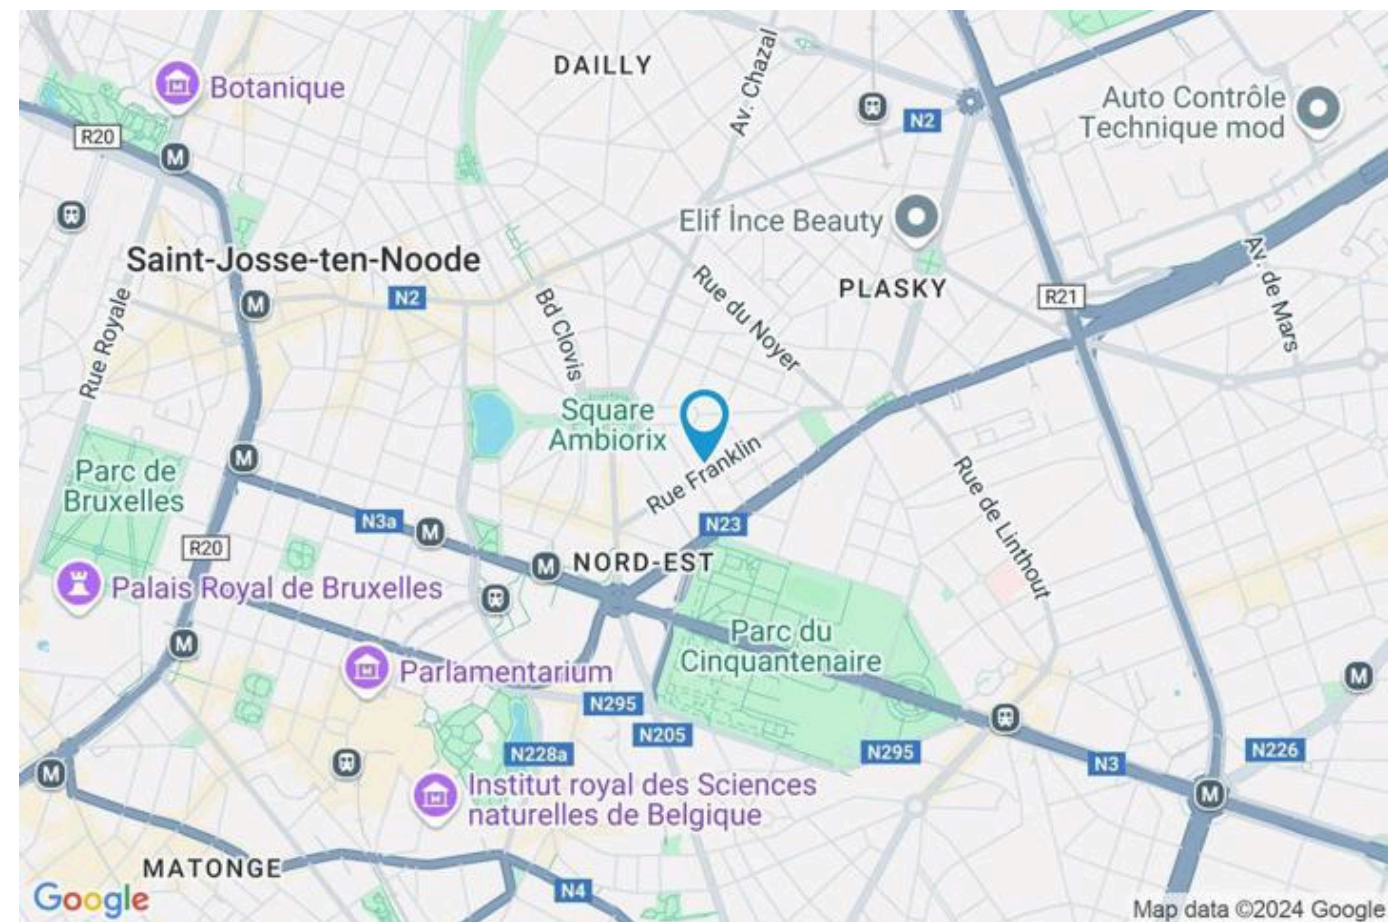 DAILLY
Av. Chazal
Botanique
Auto Contrôle
Technique mod
N2
R20
M
Elif İnce Beauty
Saint-Josse-ten-Noode
Av. de Mars
Rue du Noyer
PLASKY
R21
N2
M
Bd Clovis
Rue Royale
Square
Ambiorix
Rue Franklin
Parc de
Bruxelles
M
Rue de Linthout
N3a
M
N23
R20
M
NORD-EST
Palais Royal de Bruxelles
M
Parc du
Cinquantenaire
Parlamentarium
M
N295
N205
N228a
N295
N3
N226
M
M
Institut royal des Sciences
naturelles de Belgique
MATONGE
N4
Google
Map data ©2024 Google